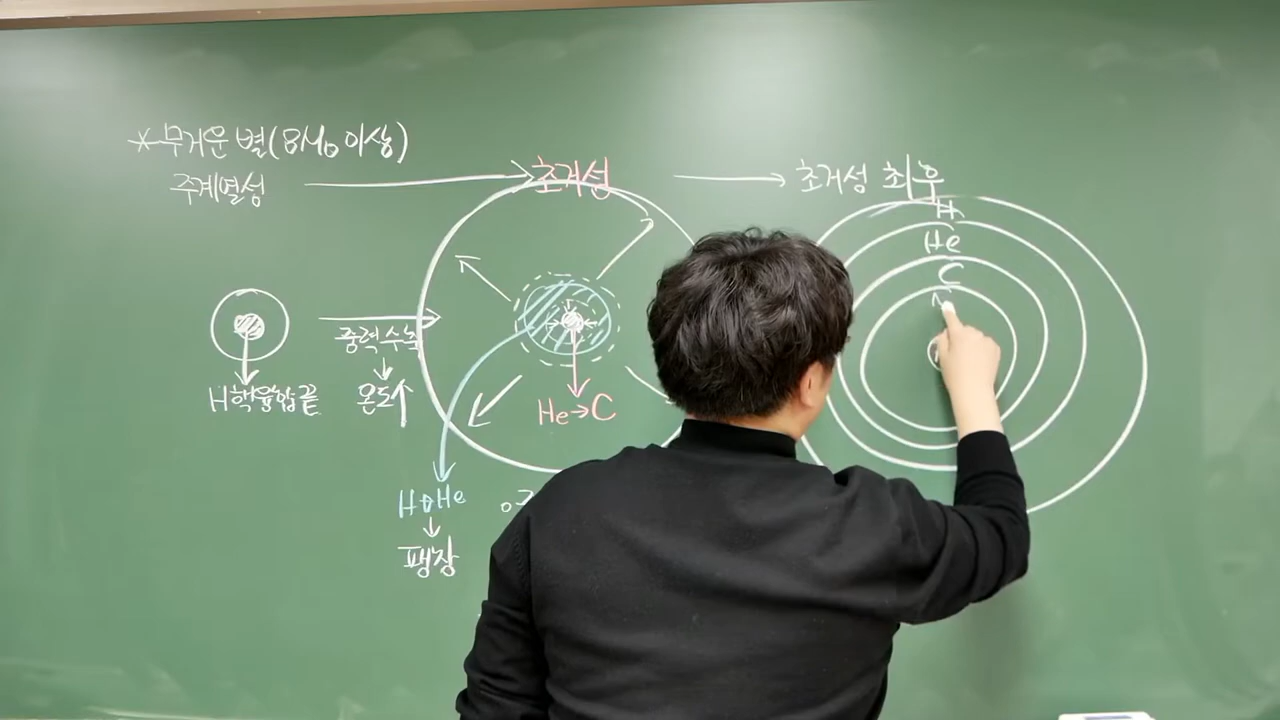 *무거운 별(8M⊙ 이상)
주계열성
초거성
초거성 최후
H
He
C
중력수축
온도↑
H핵융합끝
He→C
H→He
팽창